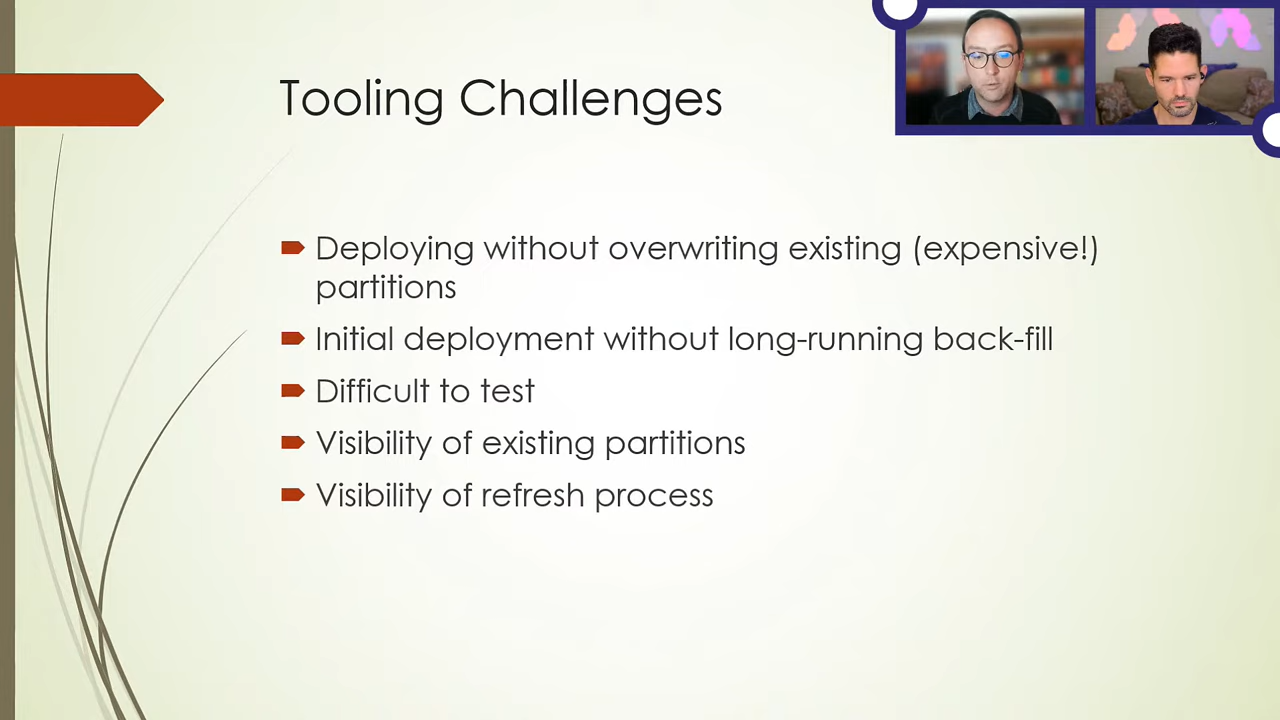 Tooling Challenges
Deploying without overwriting existing (expensive!)
partitions
Initial deployment without long-running back-fill
Difficult to test
Visibility of existing partitions
Visibility of refresh process